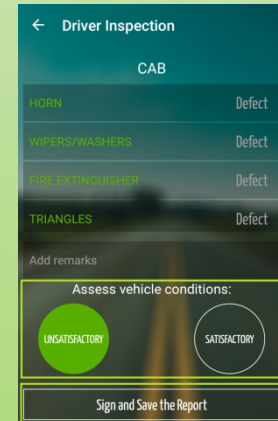 ← Driver Inspection
CAB
HORN Defect
WIPERS/WASHERS Defect
FIRE EXTINGUISHER Defect
TRIANGLES Defect
Add remarks
Assess vehicle conditions:
UNSATISFACTORY SATISFACTORY
Sign and Save the Report